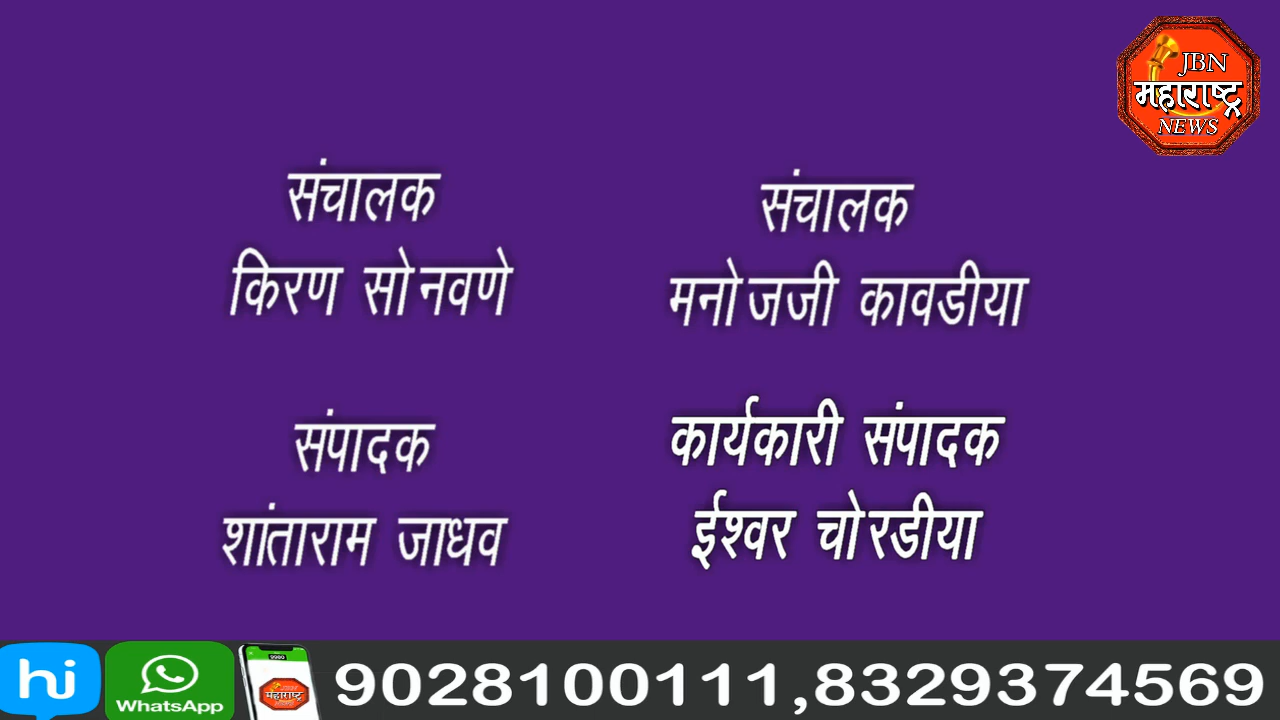 JBN
महाराष्ट्र
NEWS
संचालक
किरण सोनवणे
संचालक
मनोजजी कावडीया
संपादक
शांताराम जाधव
कार्यकारी संपादक
ईश्वर चोरडीया
hi
WhatsApp
महाराष्ट्र
9028100111,8329374569